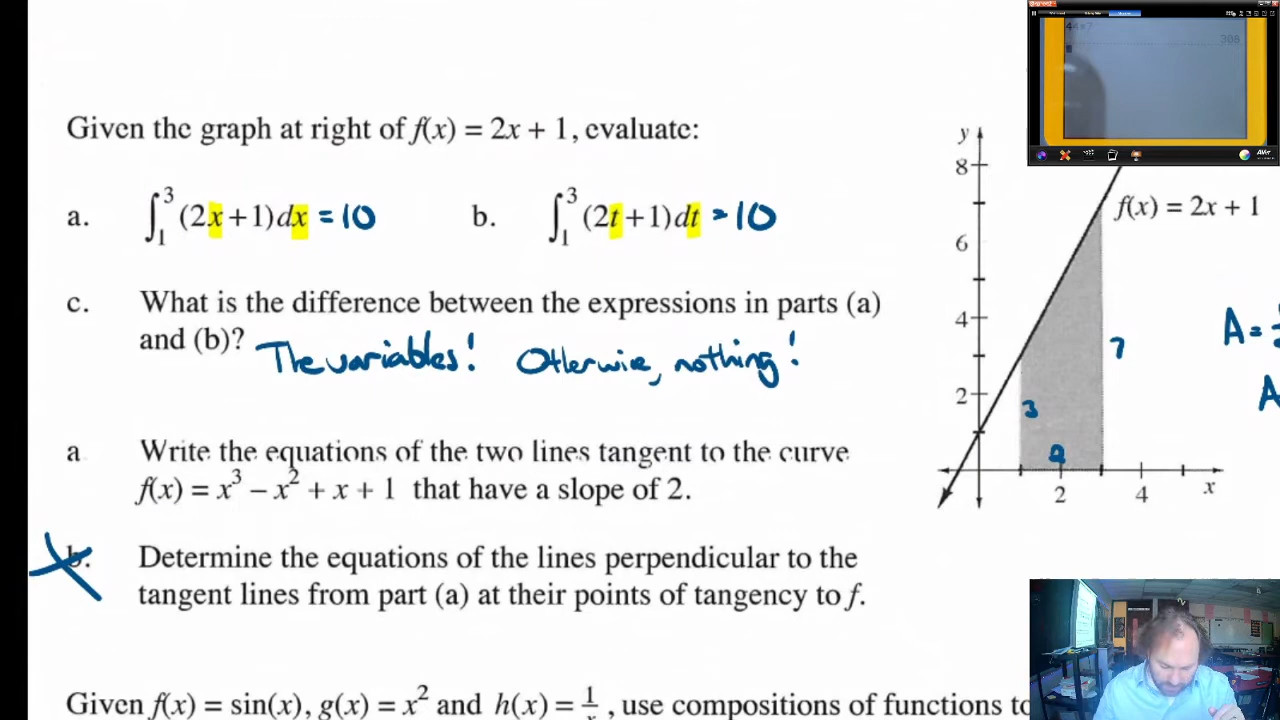 44*7
308
Given the graph at right of f(x) = 2x + 1, evaluate:
a. ∫₁³ (2x+1)dx = 10
b. ∫₁³ (2t+1)dt = 10
c. What is the difference between the expressions in parts (a)
and (b)? The variables! Otherwise, nothing!
y
8
6
4
2
2
4
x
f(x) = 2x + 1
3
7
2
A =
A
a Write the equations of the two lines tangent to the curve
f(x) = x³ – x² + x + 1 that have a slope of 2.
b. Determine the equations of the lines perpendicular to the
tangent lines from part (a) at their points of tangency to f.
Given f(x) = sin(x), g(x) = x² and h(x) = 1/x, use compositions of functions to